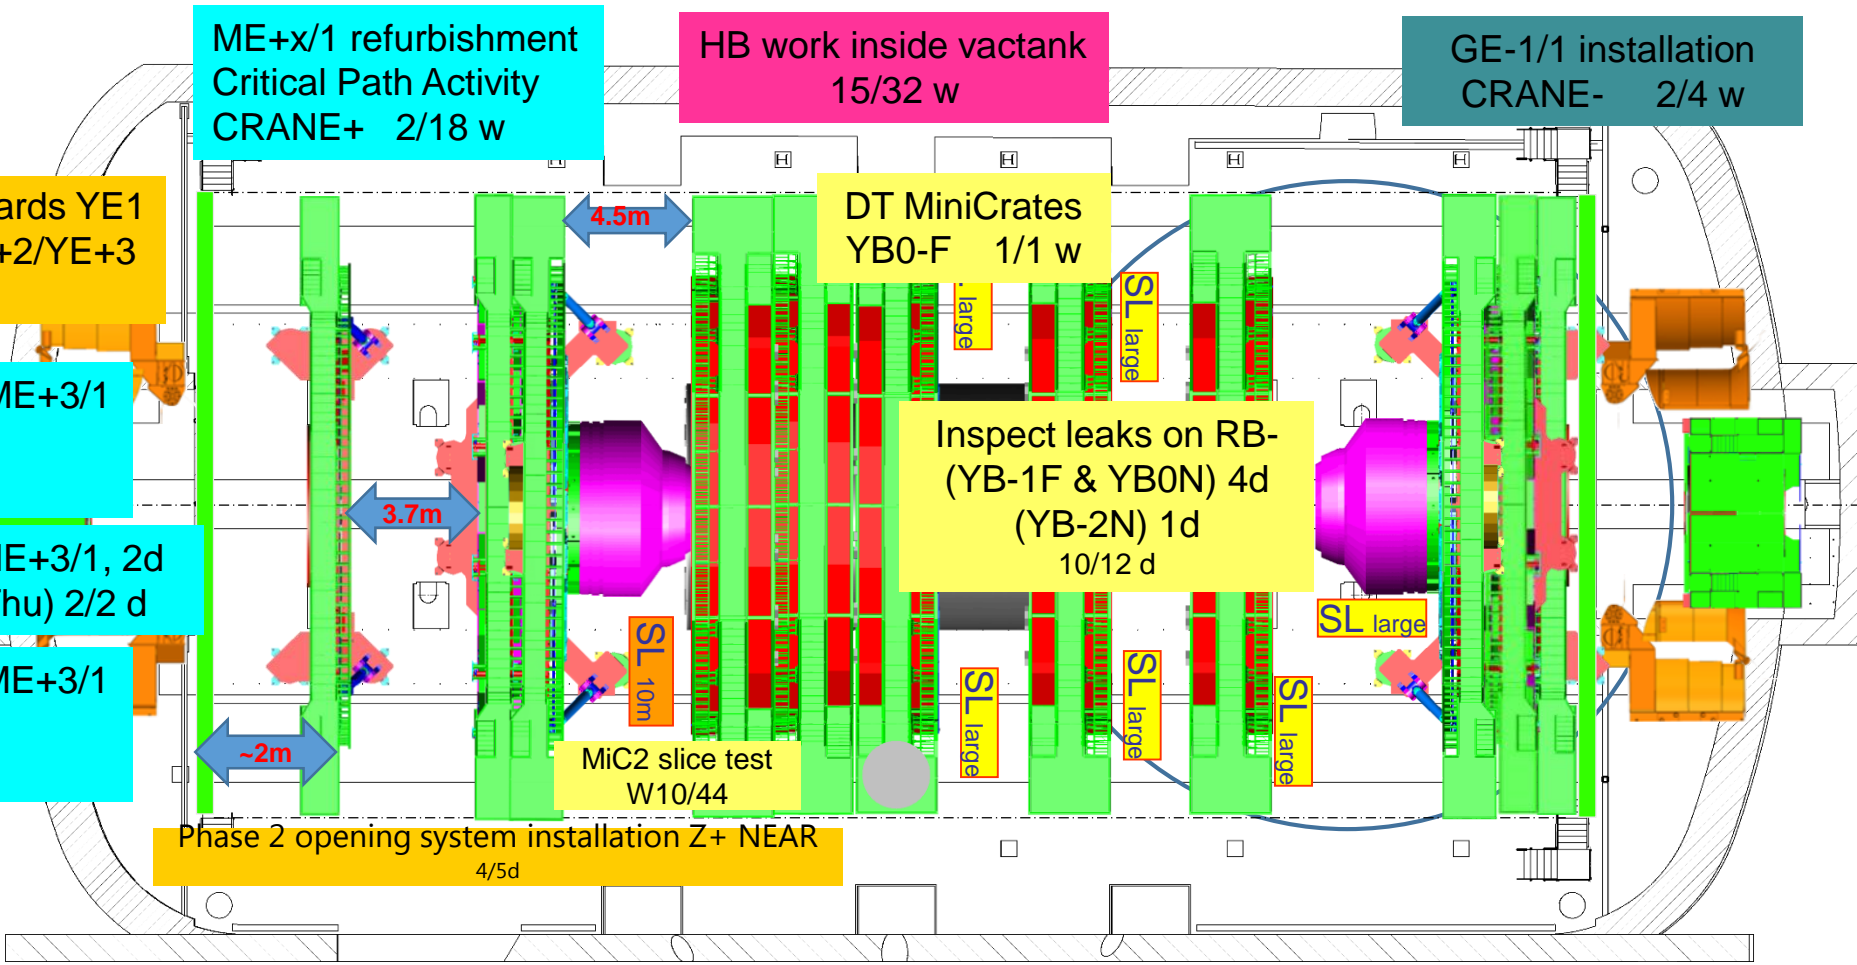 ME+x/1 refurbishment
Critical Path Activity
CRANE+ 2/18 w
HB work inside vactank
15/32 w
GE-1/1 installation
CRANE- 2/4 w
H
H
H
H
H
ards YE1
+2/YE+3
4.5m
DT MiniCrates
YB0-F 1/1 w
large
SL large
ME+3/1
Inspect leaks on RB-
(YB-1F & YB0N) 4d
(YB-2N) 1d
10/12 d
3.7m
ME+3/1, 2d
hu) 2/2 d
SL large
SL 10m
ME+3/1
SL large
SL large
SL large
~2m
MiC2 slice test
W10/44
Phase 2 opening system installation Z+ NEAR
4/5d